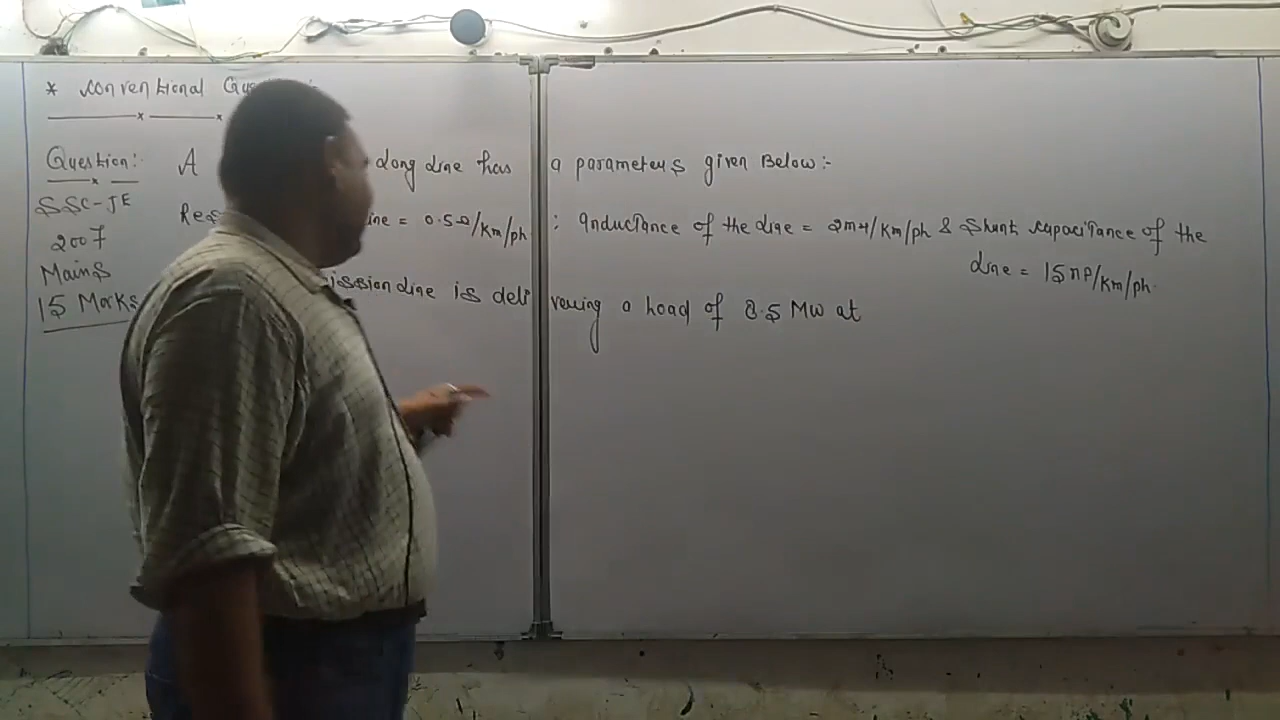 * Conventional
Question:- A long line has a parameters given Below:-
SSC-JE
2007
Mains
15 Marks
ine = 0.5Ω/km/ph ; Inductance of the line = 2mH/km/ph & Shunt capacitance of the
line = 15nF/km/ph.
ission line is delivering a load of 8.5 MW at